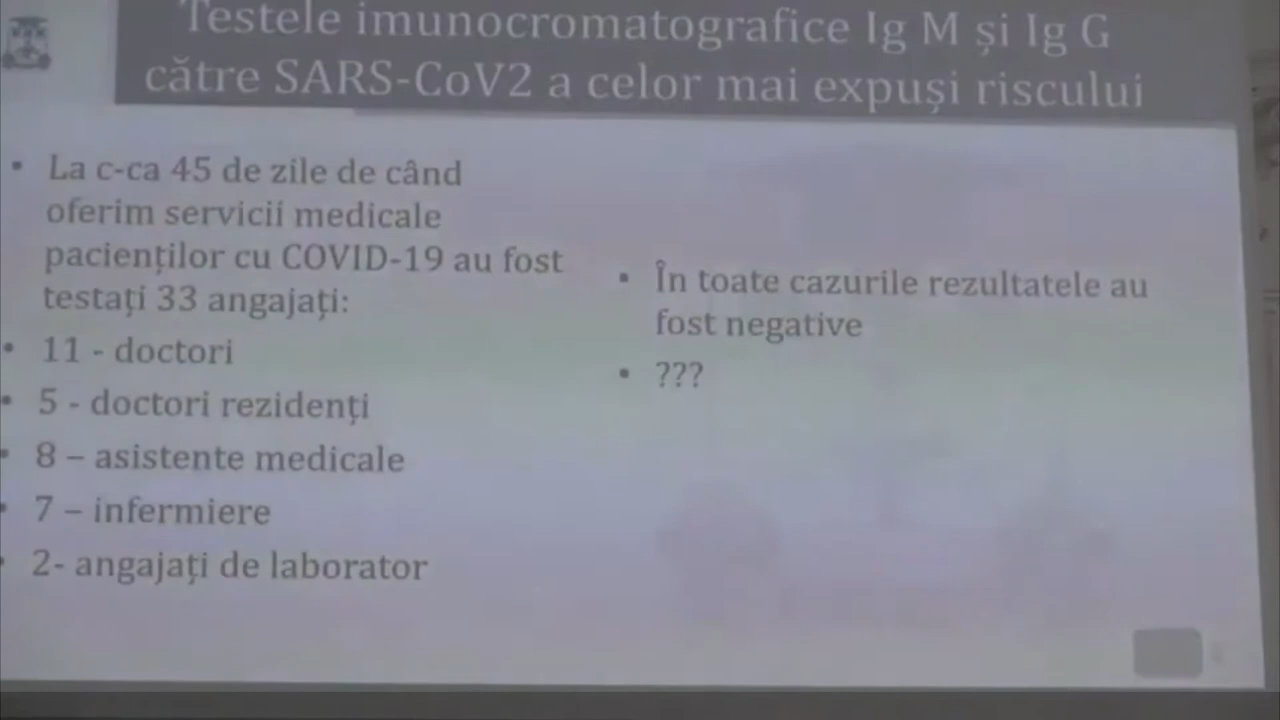 Testele imunocromatografice Ig M și Ig G
către SARS-CoV2 a celor mai expuși riscului
• La c-ca 45 de zile de când
oferim servicii medicale
pacienților cu COVID-19 au fost
testați 33 angajați:
• 11 - doctori
• 5 - doctori rezidenți
• 8 – asistente medicale
• 7 – infermiere
• 2- angajați de laborator
• În toate cazurile rezultatele au
fost negative
• ???